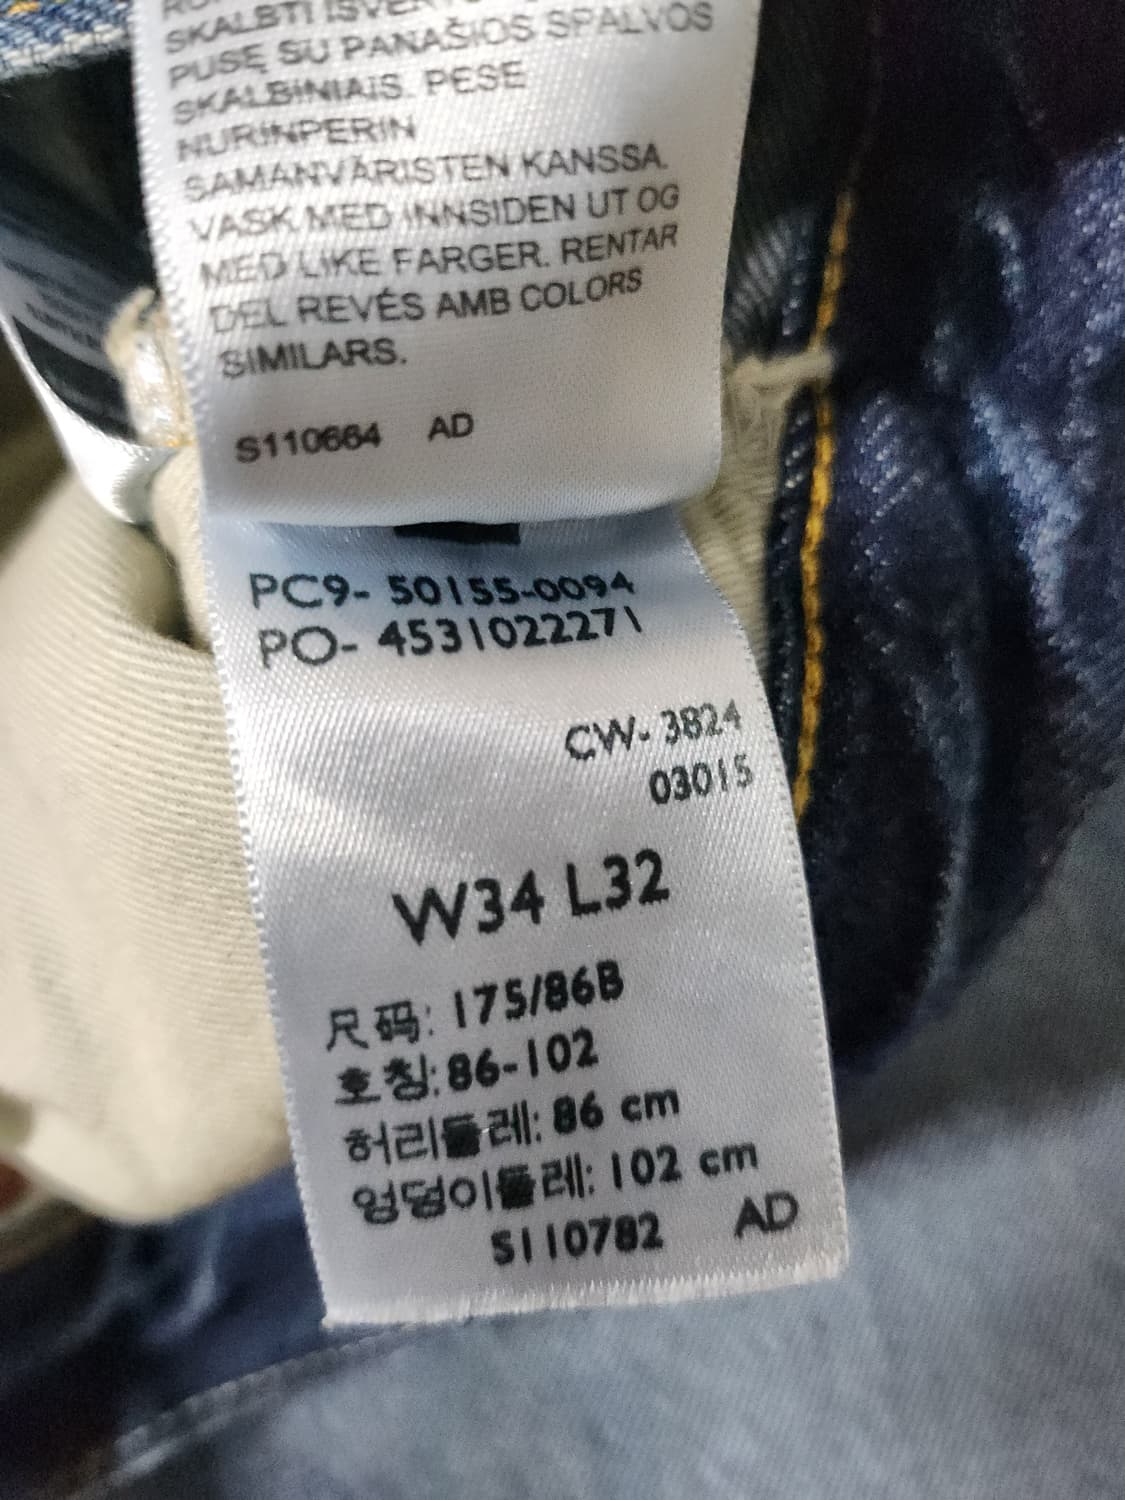 SKALBTI IŠVERTUS
PUSĘ SU PANAŠIOS SPALVOS
SKALBINIAIS. PESE
NURINPERIN
SAMANVÄRISTEN KANSSA.
VASK MED INNSIDEN UT OG
MED LIKE FARGER. RENTAR
DEL REVÉS AMB COLORS
SIMILARS.
S110664 AD
PC9- 50155-0094
PO- 4531022271
CW- 3824
03015
W34 L32
尺码: 175/86B
호칭: 86-102
허리둘레: 86 cm
엉덩이둘레: 102 cm
S110782 AD